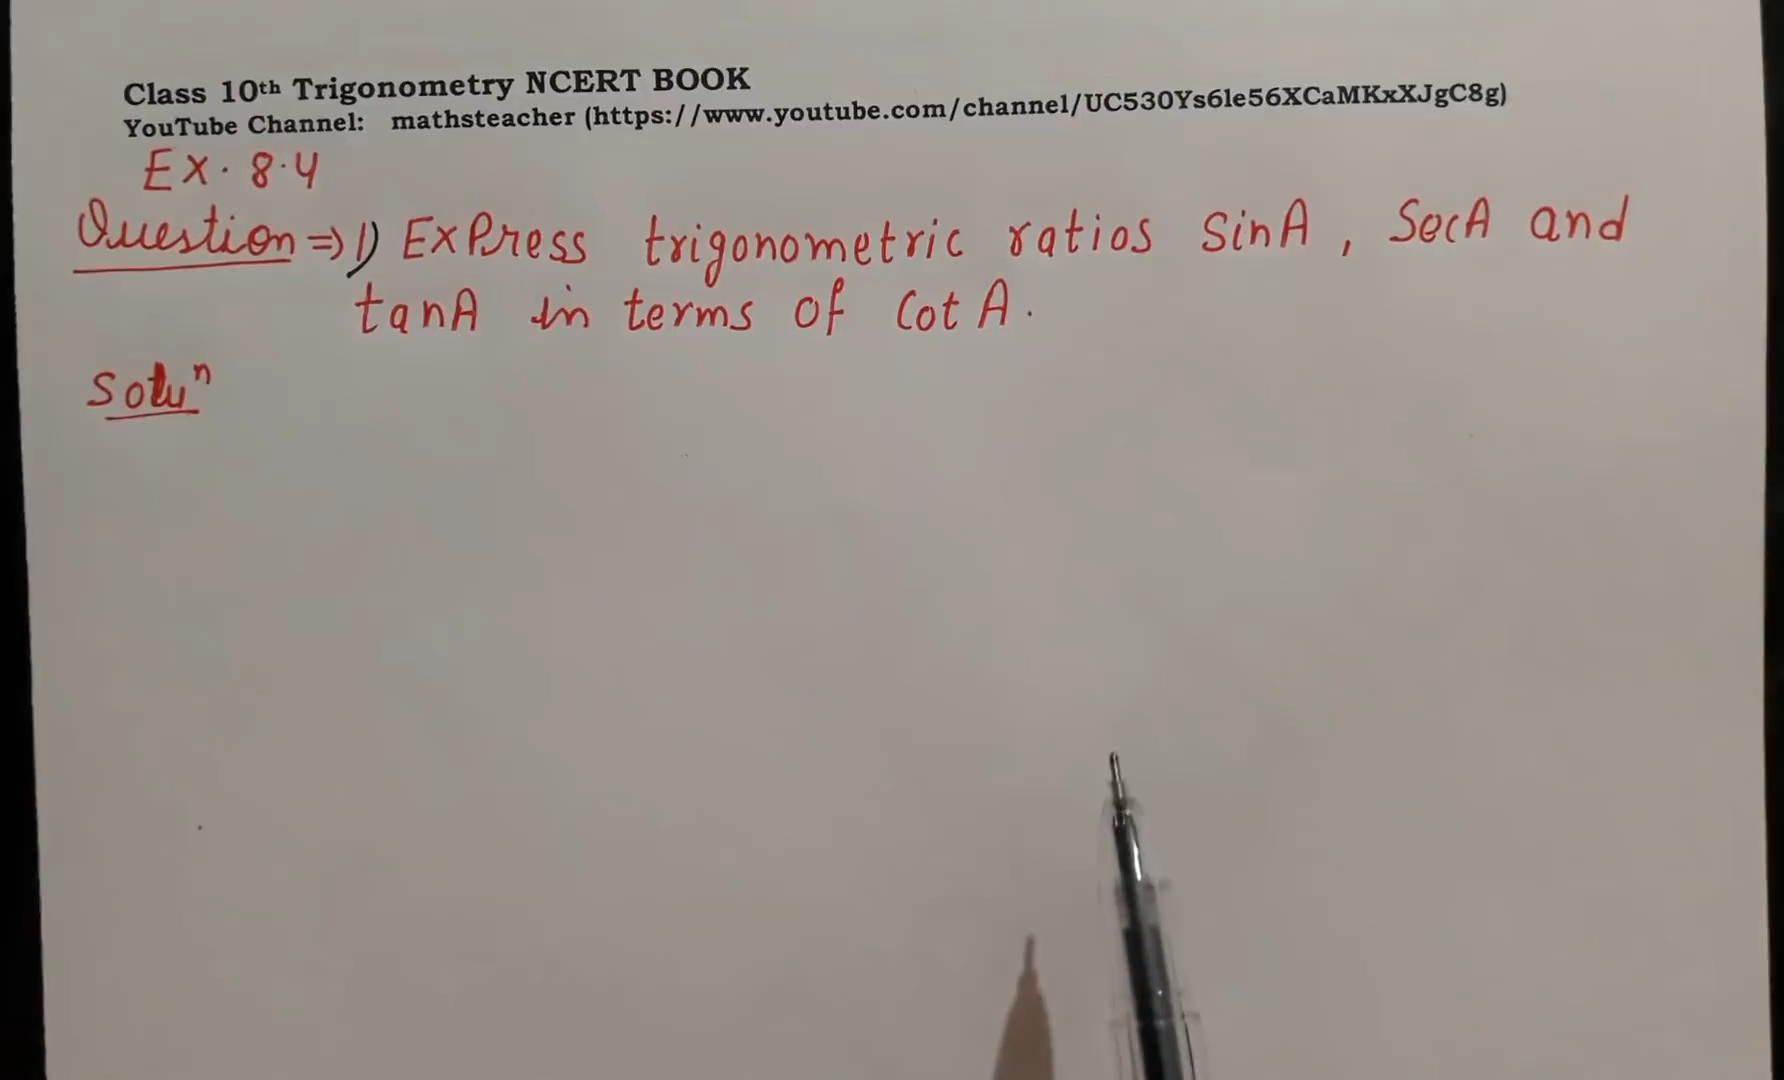 Class 10th Trigonometry NCERT BOOK
YouTube Channel: mathsteacher (https://www.youtube.com/channel/UC530Ys6le56XCaMKxXJgC8g)
EX. 8.4
Question ⇒ 1) ExPress trigonometric ratios SinA, SecA and
tanA in terms of Cot A.
Soluⁿ